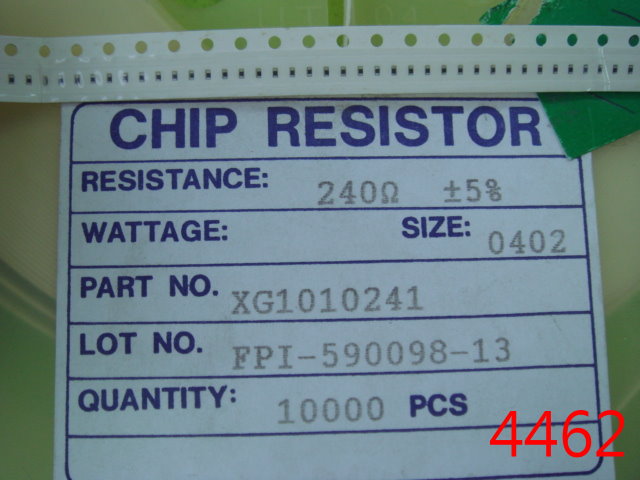 CHIP RESISTOR
RESISTANCE: 240Ω ±5%
WATTAGE: SIZE: 0402
PART NO. XG1010241
LOT NO. FPI-590098-13
QUANTITY: 10000 PCS
4462